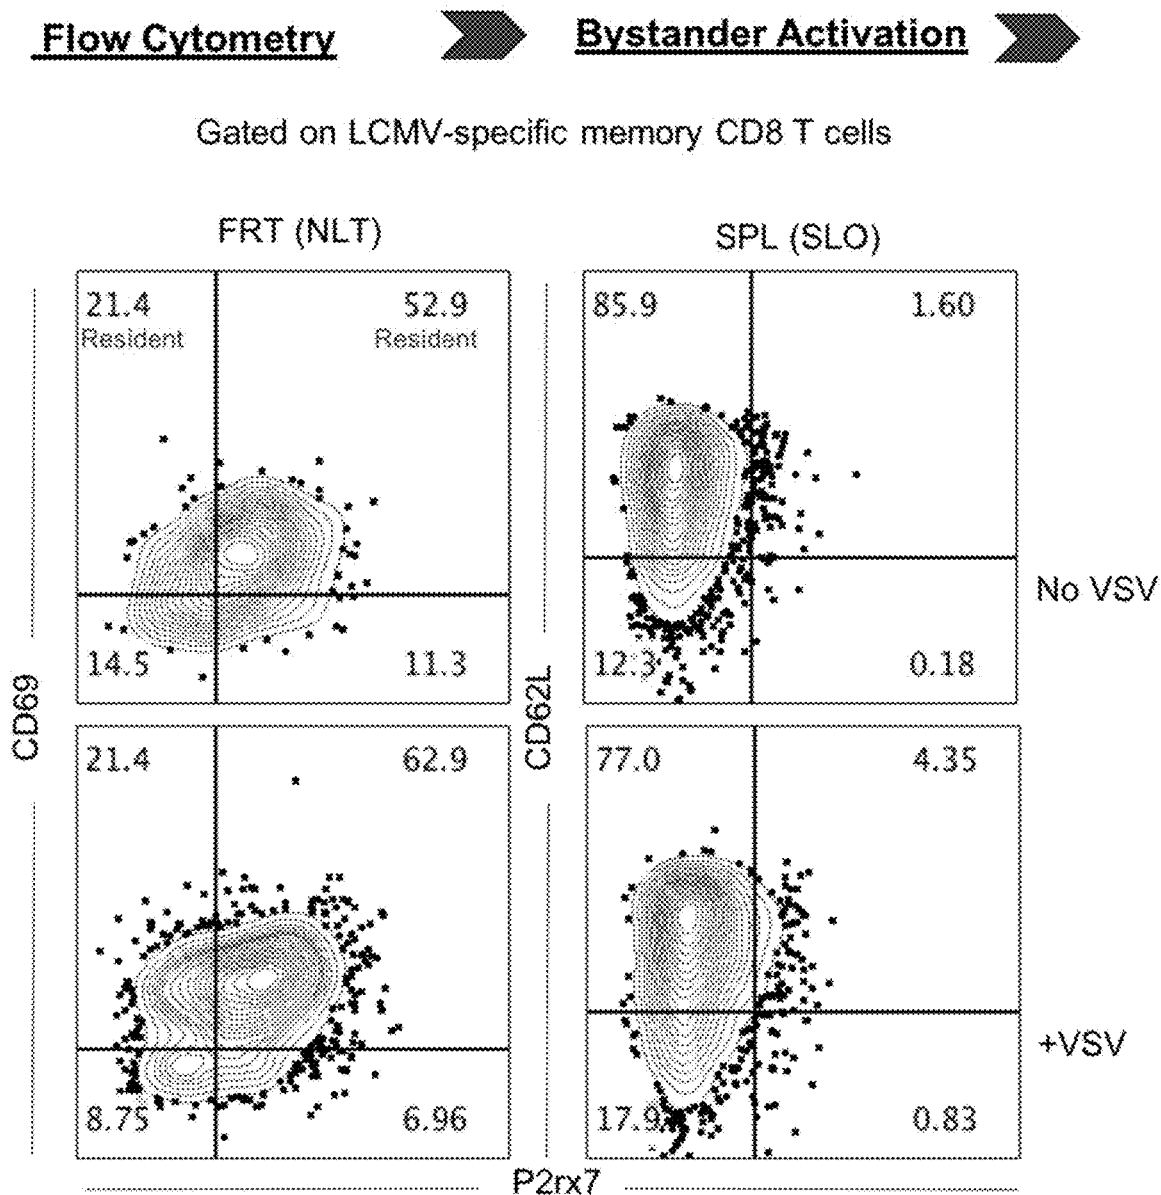 Flow Cytometry
Bystander Activation
Gated on LCMV-specific memory CD8 T cells
FRT (NLT)
SPL (SLO)
21.4
Resident
52.9
Resident
85.9
1.60
14.5
11.3
12.3
0.18
No VSV
CD69
CD62L
21.4
62.9
77.0
4.35
8.75
6.96
17.9
0.83
+VSV
P2rx7